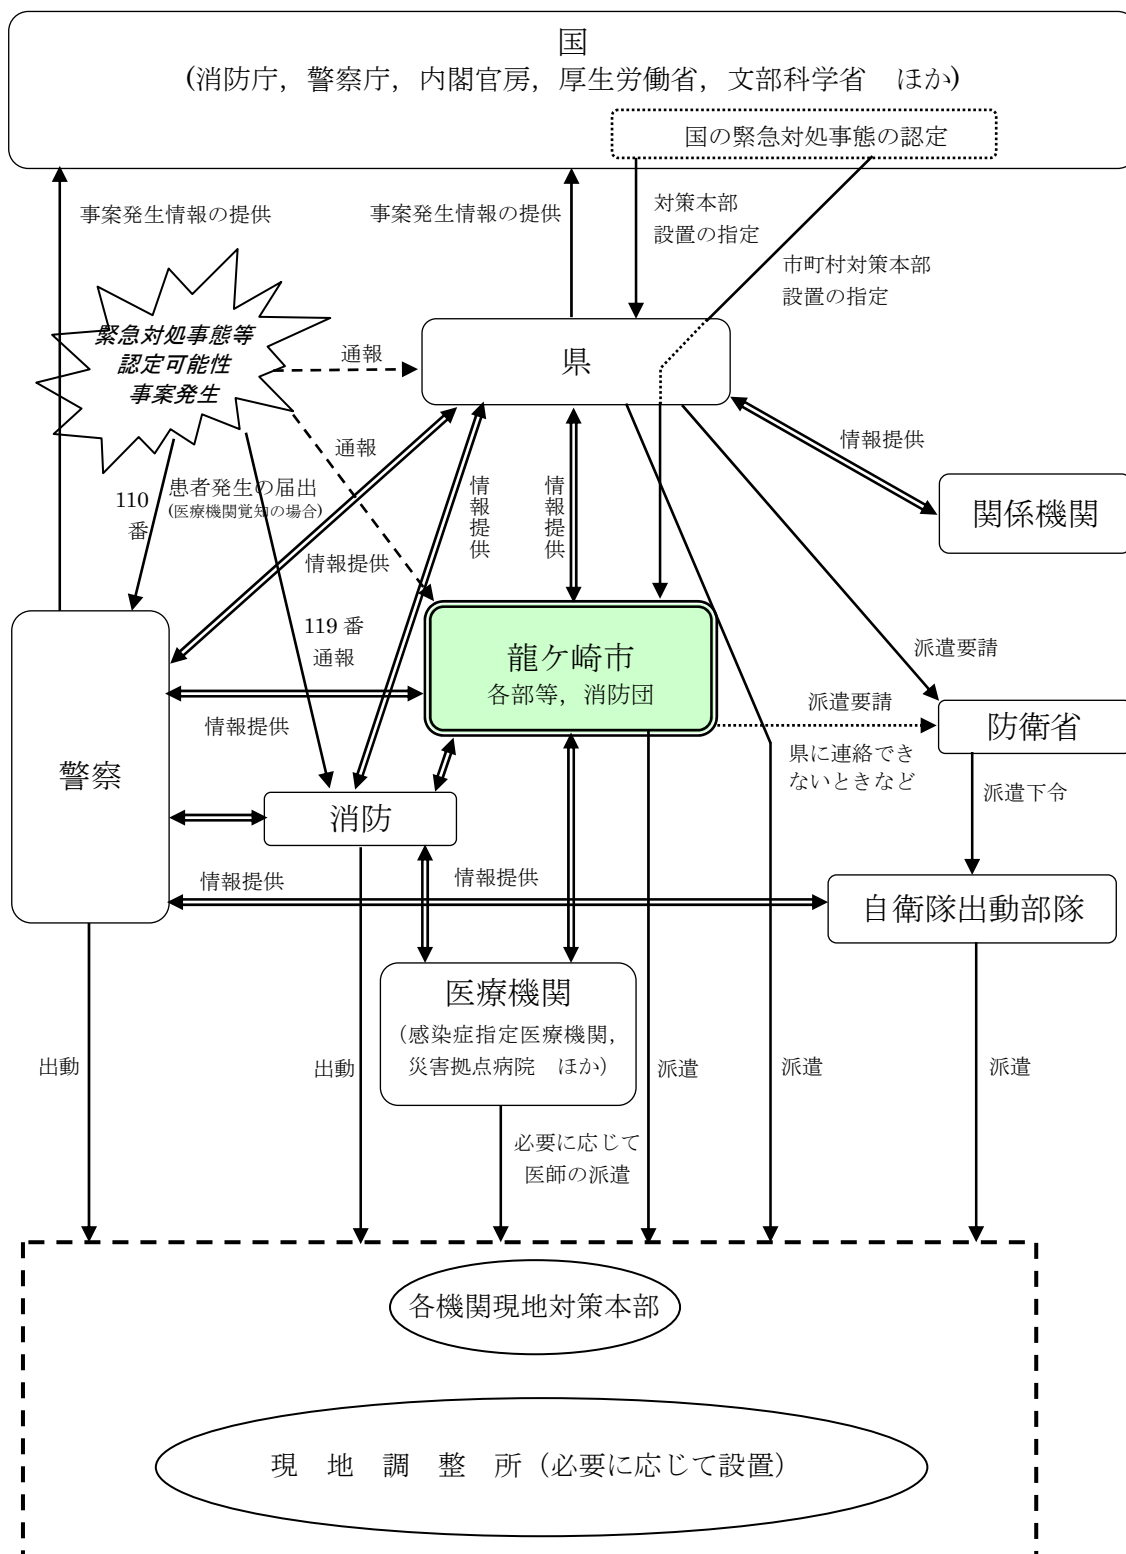 国
(消防庁，警察庁，内閣官房，厚生労働省，文部科学省　ほか)
国の緊急対処事態の認定
事案発生情報の提供
事案発生情報の提供
対策本部
設置の指定
市町村対策本部
設置の指定
緊急対処事態等
認定可能性
事案発生
通報
県
通報
情報提供
110
番
患者発生の届出
(医療機関覚知の場合)
情報提供
情報提供
情報提供
関係機関
119 番
通報
龍ケ崎市
各部等，消防団
派遣要請
派遣要請
防衛省
県に連絡でき
ないときなど
情報提供
警察
消防
派遣下令
情報提供
情報提供
自衛隊出動部隊
医療機関
（感染症指定医療機関，
災害拠点病院　ほか）
出動
出動
派遣
派遣
派遣
必要に応じて
医師の派遣
各機関現地対策本部
現　地　調　整　所（必要に応じて設置）